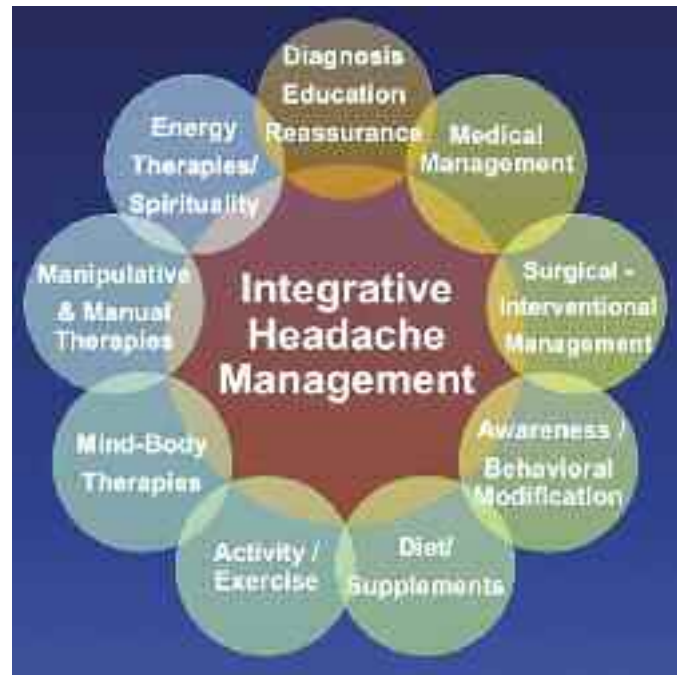 Diagnosis
Education
Reassurance
Medical
Management
Surgical -
Interventional
Management
Awareness /
Behavioral
Modification
Diet/
Supplements
Activity /
Exercise
Mind-Body
Therapies
Manipulative
& Manual
Therapies
Energy
Therapies/
Spirituality
Integrative
Headache
Management